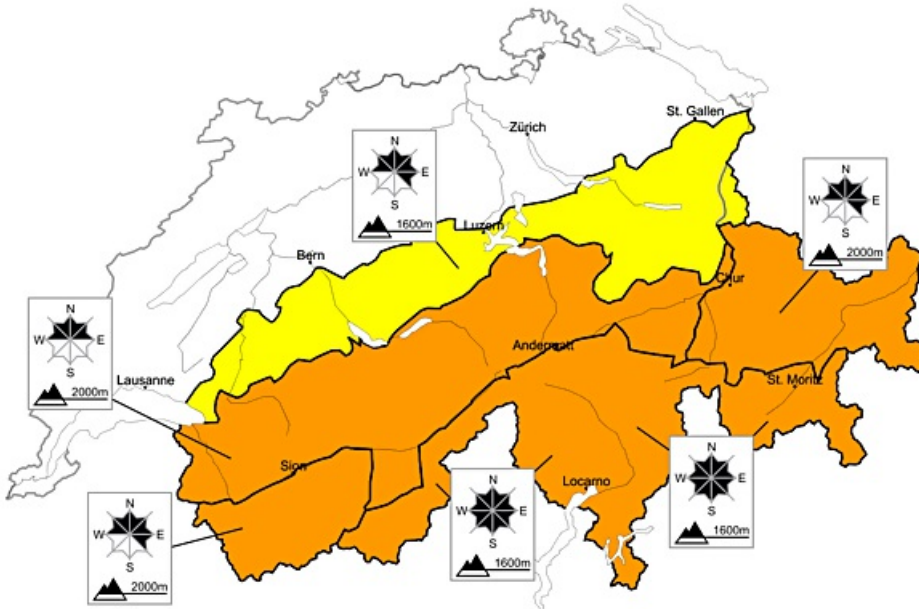 St. Gallen
Zürich
N
W E
S
1600m
Luzern
N
W E
S
2000m
Bern
Chur
N
W E
S
2000m
Andermatt
Lausanne
St. Moritz
Sion
Locarno
N
W E
S
1600m
N
W E
S
1600m
N
W E
S
2000m